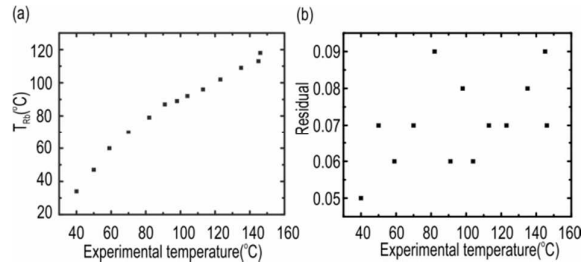 (a)
120
100
80
60
40
20
T_Rb(°C)
40 60 80 100 120 140 160
Experimental temperature(°C)
(b)
0.09
0.08
0.07
0.06
0.05
Residual
40 60 80 100 120 140 160
Experimental temperature(°C)